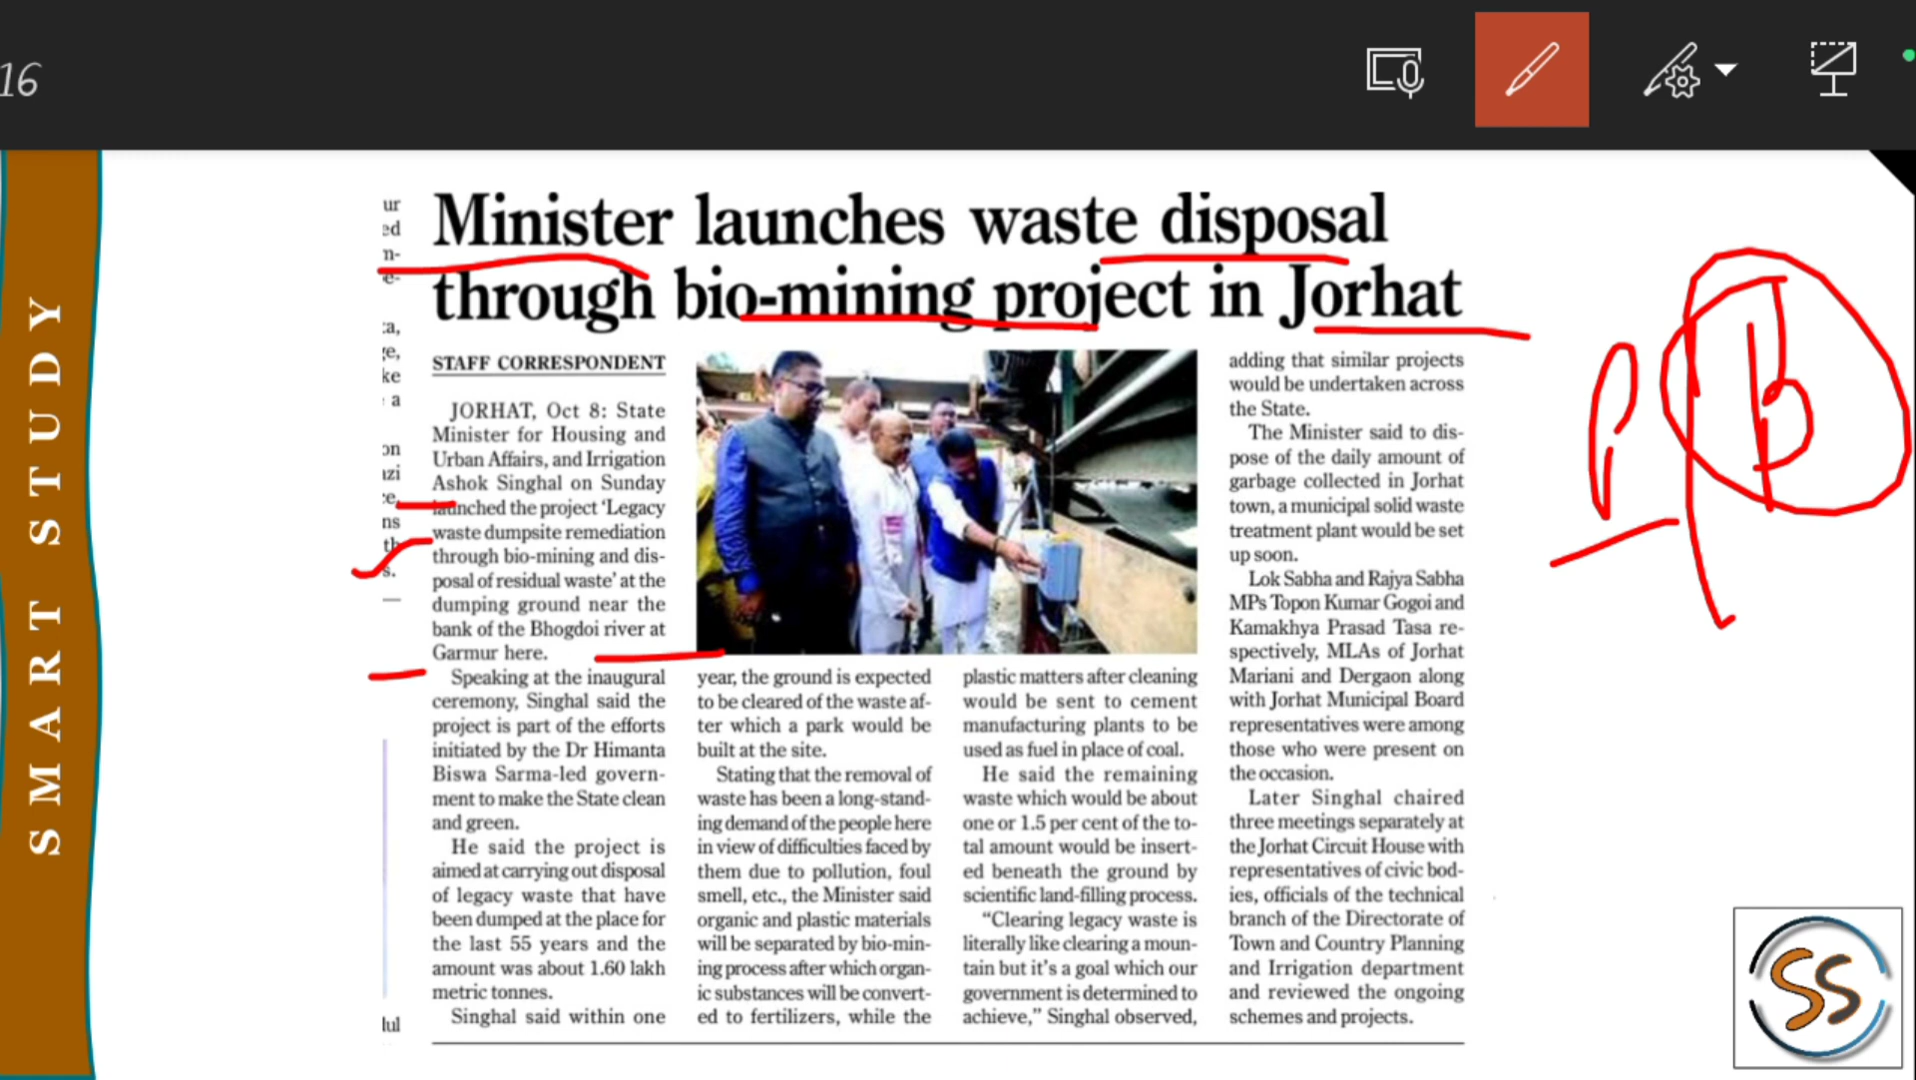 16
SMART STUDY
ur
ed
n-
e-
ke
a
on
ns
s.
lul
Minister launches waste disposal
through bio-mining project in Jorhat
STAFF CORRESPONDENT
JORHAT, Oct 8: State
Minister for Housing and
Urban Affairs, and Irrigation
Ashok Singhal on Sunday
launched the project ‘Legacy
waste dumpsite remediation
through bio-mining and dis-
posal of residual waste’ at the
dumping ground near the
bank of the Bhogdoi river at
Garmur here.
Speaking at the inaugural
ceremony, Singhal said the
project is part of the efforts
initiated by the Dr Himanta
Biswa Sarma-led govern-
ment to make the State clean
and green.
He said the project is
aimed at carrying out disposal
of legacy waste that have
been dumped at the place for
the last 55 years and the
amount was about 1.60 lakh
metric tonnes.
Singhal said within one
year, the ground is expected
to be cleared of the waste af-
ter which a park would be
built at the site.
Stating that the removal of
waste has been a long-stand-
ing demand of the people here
in view of difficulties faced by
them due to pollution, foul
smell, etc., the Minister said
organic and plastic materials
will be separated by bio-min-
ing process after which organ-
ic substances will be convert-
ed to fertilizers, while the
plastic matters after cleaning
would be sent to cement
manufacturing plants to be
used as fuel in place of coal.
He said the remaining
waste which would be about
one or 1.5 per cent of the to-
tal amount would be insert-
ed beneath the ground by
scientific land-filling process.
“Clearing legacy waste is
literally like clearing a moun-
tain but it’s a goal which our
government is determined to
achieve,” Singhal observed,
adding that similar projects
would be undertaken across
the State.
The Minister said to dis-
pose of the daily amount of
garbage collected in Jorhat
town, a municipal solid waste
treatment plant would be set
up soon.
Lok Sabha and Rajya Sabha
MPs Topon Kumar Gogoi and
Kamakhya Prasad Tasa re-
spectively, MLAs of Jorhat
Mariani and Dergaon along
with Jorhat Municipal Board
representatives were among
those who were present on
the occasion.
Later Singhal chaired
three meetings separately at
the Jorhat Circuit House with
representatives of civic bod-
ies, officials of the technical
branch of the Directorate of
Town and Country Planning
and Irrigation department
and reviewed the ongoing
schemes and projects.
B
SS